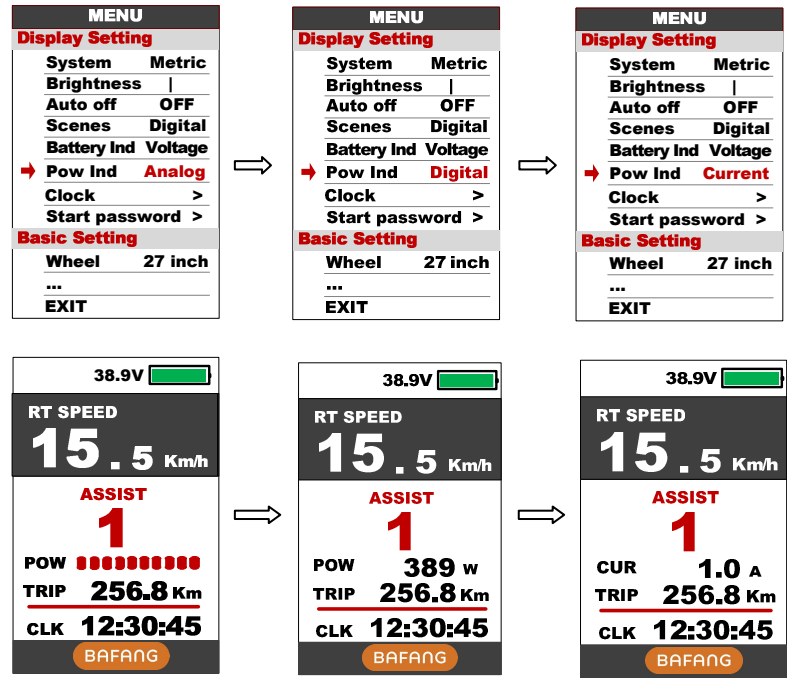 MENU
Display Setting
System Metric
Brightness |
Auto off OFF
Scenes Digital
Battery Ind Voltage
Pow Ind Analog
Clock >
Start password >
Basic Setting
Wheel 27 inch
...
EXIT
MENU
Display Setting
System Metric
Brightness |
Auto off OFF
Scenes Digital
Battery Ind Voltage
Pow Ind Digital
Clock >
Start password >
Basic Setting
Wheel 27 inch
...
EXIT
MENU
Display Setting
System Metric
Brightness |
Auto off OFF
Scenes Digital
Battery Ind Voltage
Pow Ind Current
Clock >
Start password >
Basic Setting
Wheel 27 inch
...
EXIT
38.9V
RT SPEED
15.5 Km/h
ASSIST
1
POW
TRIP 256.8 Km
CLK 12:30:45
BAFANG
38.9V
RT SPEED
15.5 Km/h
ASSIST
1
POW 389 W
TRIP 256.8 Km
CLK 12:30:45
BAFANG
38.9V
RT SPEED
15.5 Km/h
ASSIST
1
CUR 1.0 A
TRIP 256.8 Km
CLK 12:30:45
BAFANG